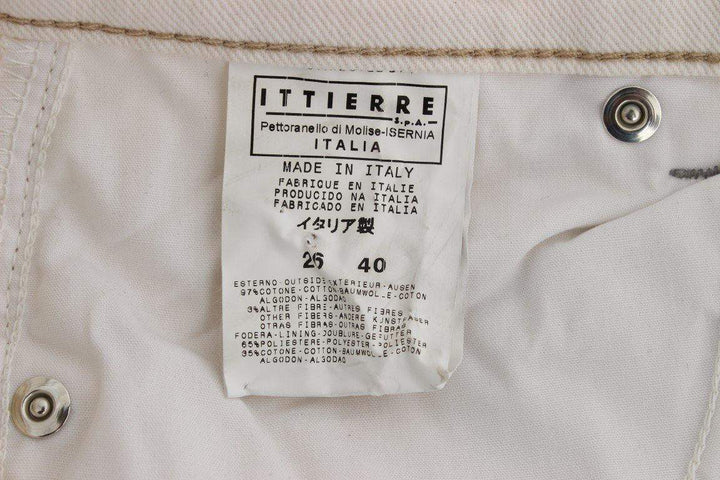 ITTIERRE
S.p.A.
Pettoranello di Molise-ISERNIA
ITALIA
MADE IN ITALY
FABRIQUE EN ITALIE
PRODUCIDO NA ITALIA
FABRICADO EN ITALIA
イタリア製
26 40
ESTERNO-OUTSIDE-EXTERIEUR-AUSEN
97%COTONE-COTTON-BAUMWOLLE-COTON
ALGODON-ALGODAO
3%ALTRE FIBRE-AUTRES FIBRES
OTHER FIBERS-ANDERE KUNSTFASER
OTRAS FIBRAS-OUTRAS FIBRAS
FODERA-LINING-DOUBLURE-GEFUTTER
65%POLIESTERE-POLYESTER-POLYESTER
35%COTONE-COTTON-BAUMWOLLE-COTON
ALGODON-ALGODAO